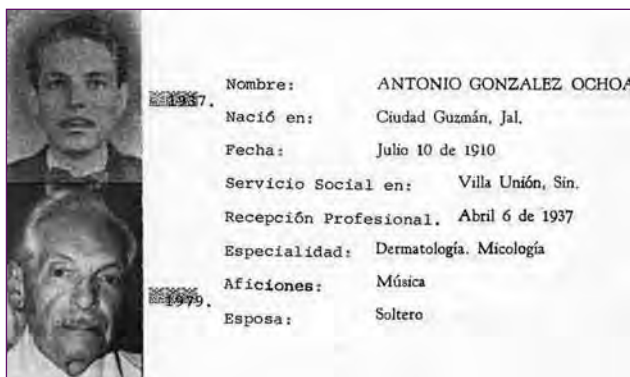 Nombre: ANTONIO GONZALEZ OCHOA
1937.
Nació en: Ciudad Guzmán, Jal.
Fecha: Julio 10 de 1910
Servicio Social en: Villa Unión, Sin.
Recepción Profesional. Abril 6 de 1937
Especialidad: Dermatología. Micología
Aficiones: Música
1979.
Esposa: Soltero